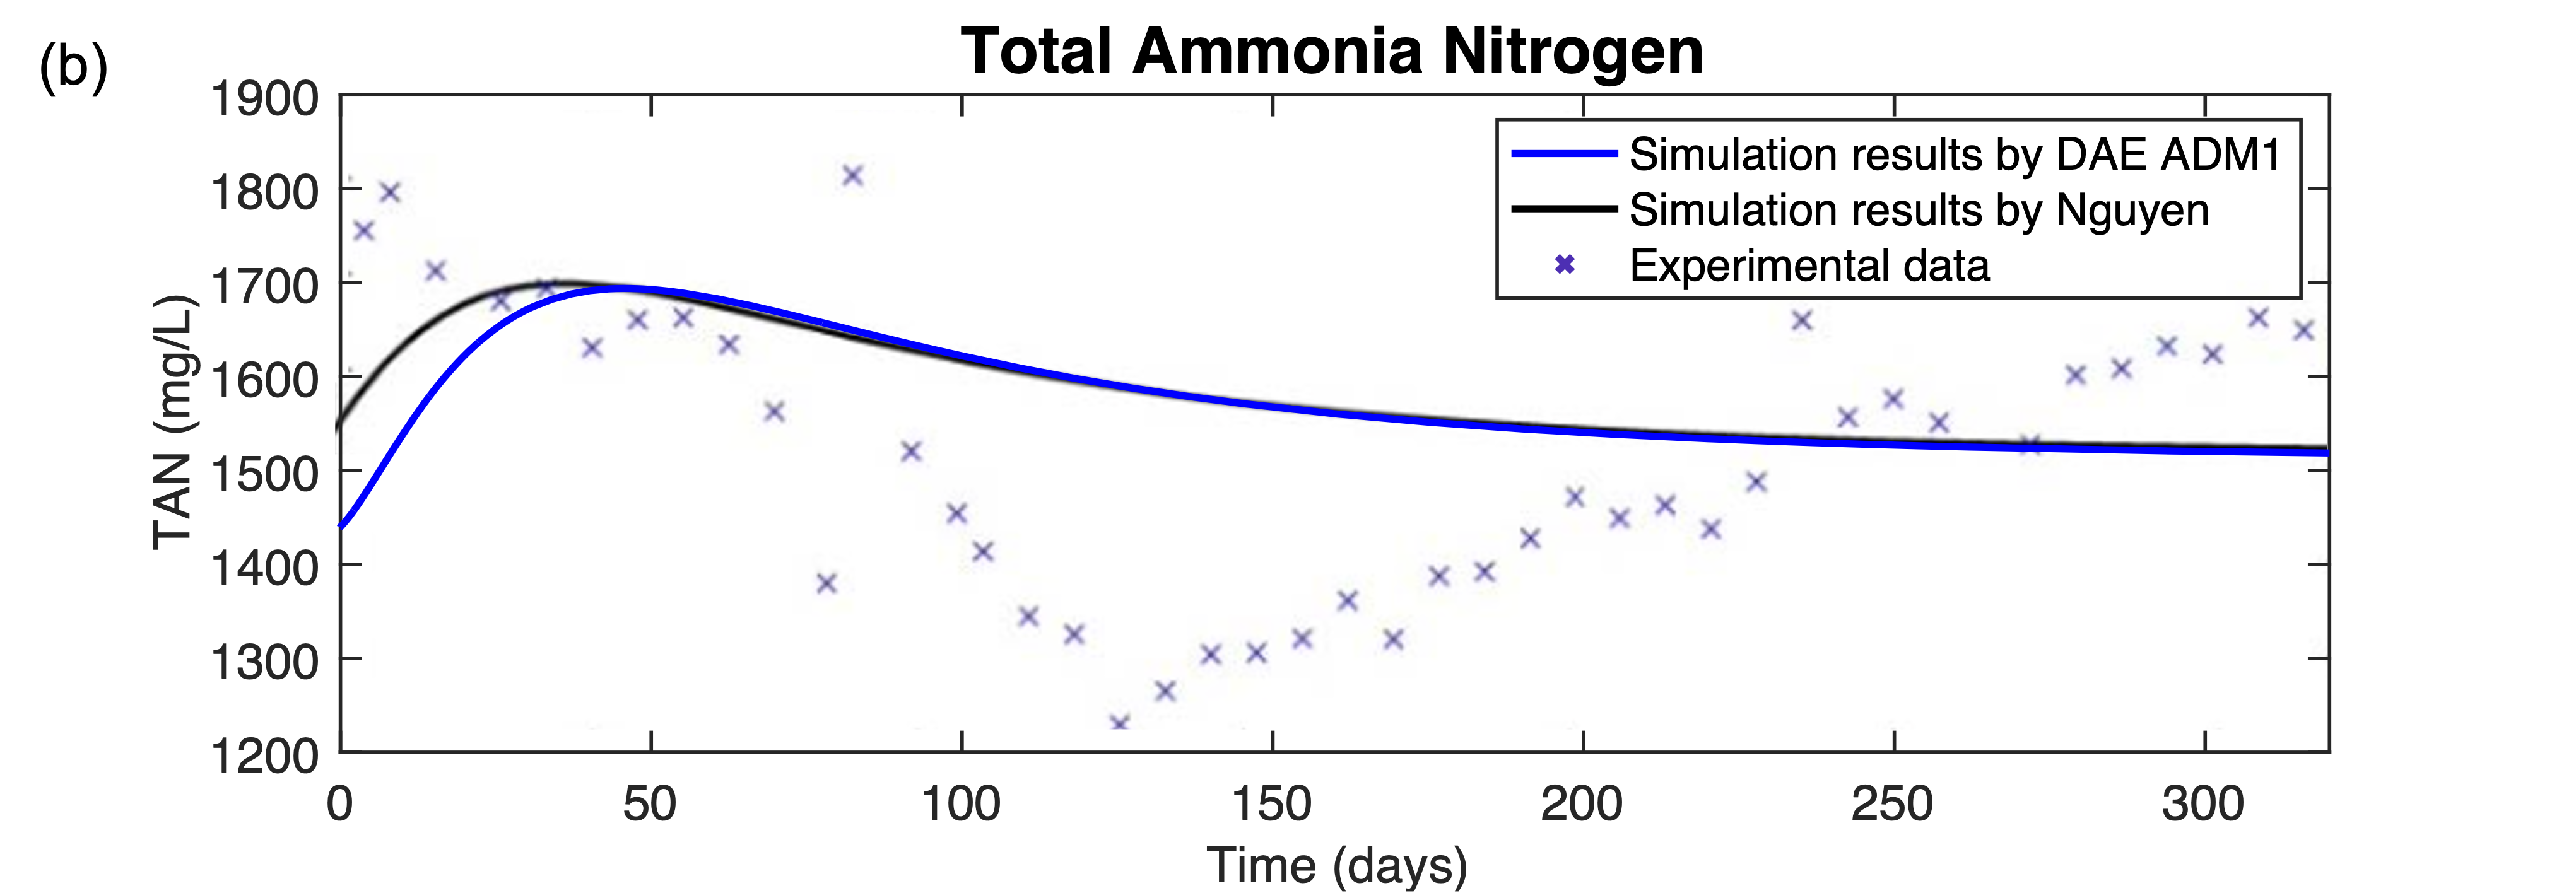 (b)
Total Ammonia Nitrogen
1900
1800
1700
1600
1500
1400
1300
1200
TAN (mg/L)
Simulation results by DAE ADM1
Simulation results by Nguyen
Experimental data
0 50 100 150 200 250 300
Time (days)